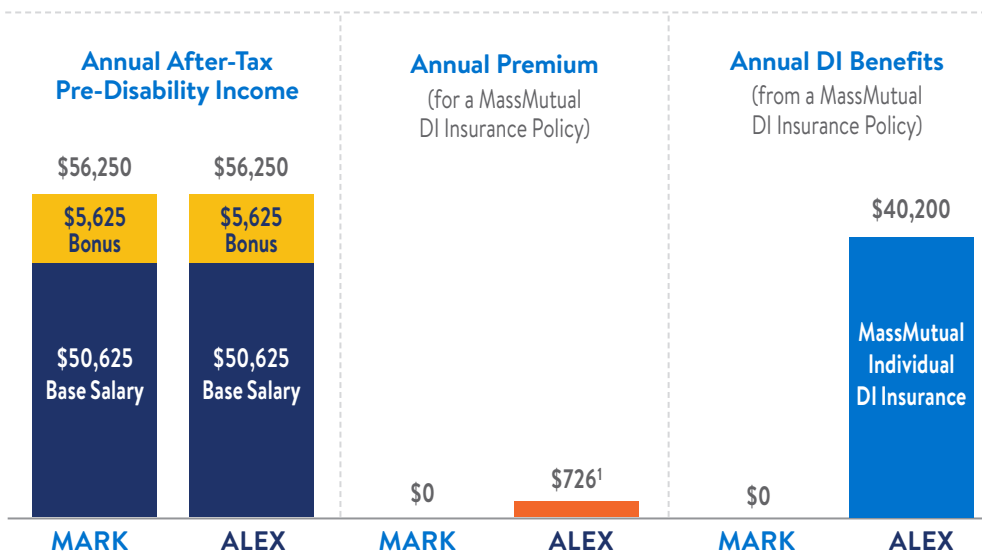 Annual After-Tax
Pre-Disability Income
$56,250
$56,250
$5,625
Bonus
$5,625
Bonus
$50,625
Base Salary
$50,625
Base Salary
MARK
ALEX
Annual Premium
(for a MassMutual
DI Insurance Policy)
$0
$726¹
MARK
ALEX
Annual DI Benefits
(from a MassMutual
DI Insurance Policy)
$0
$40,200
MassMutual
Individual
DI Insurance
MARK
ALEX